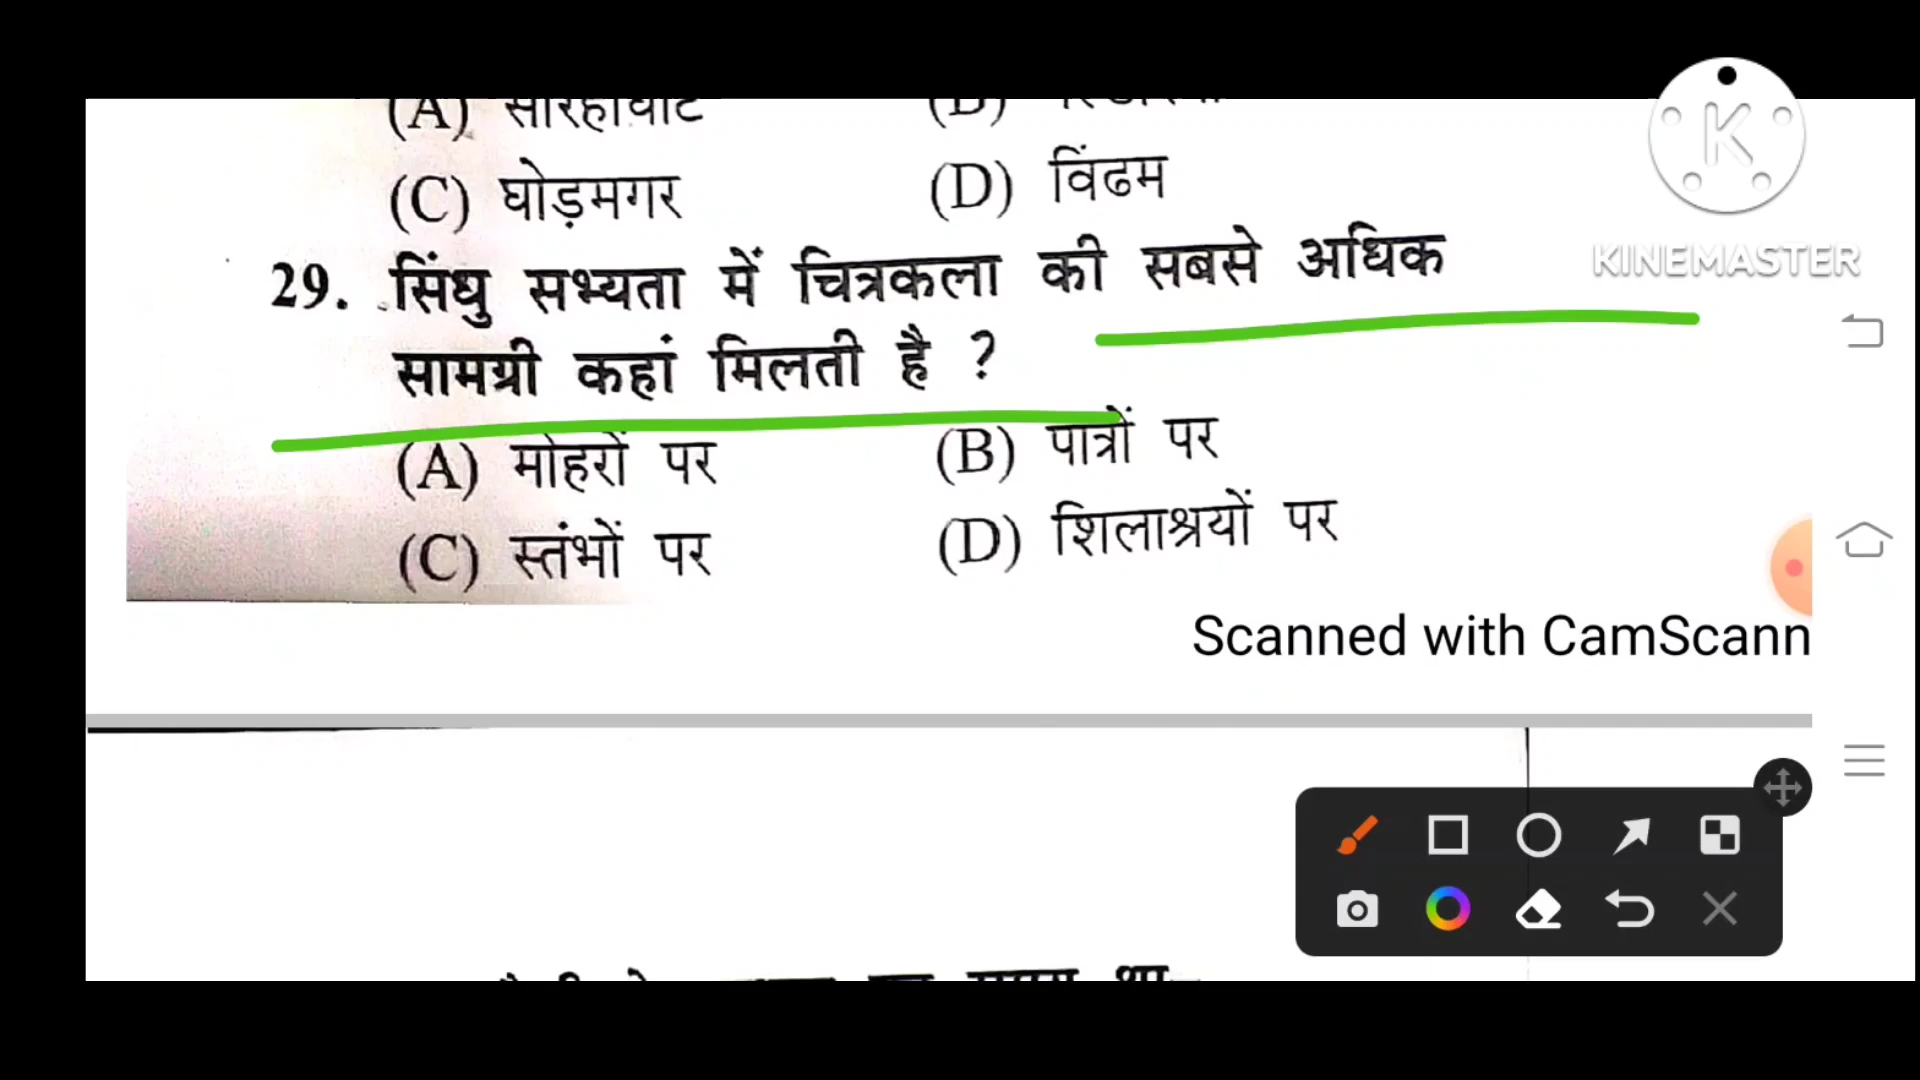 (A) सोरहाघाट (B)
(C) घोड़मगर (D) विंढम
29. सिंधु सभ्यता में चित्रकला की सबसे अधिक
सामग्री कहां मिलती है ?
(A) मोहरों पर (B) पात्रों पर
(C) स्तंभों पर (D) शिलाश्रयों पर
Scanned with CamScann
K
KINEMASTER